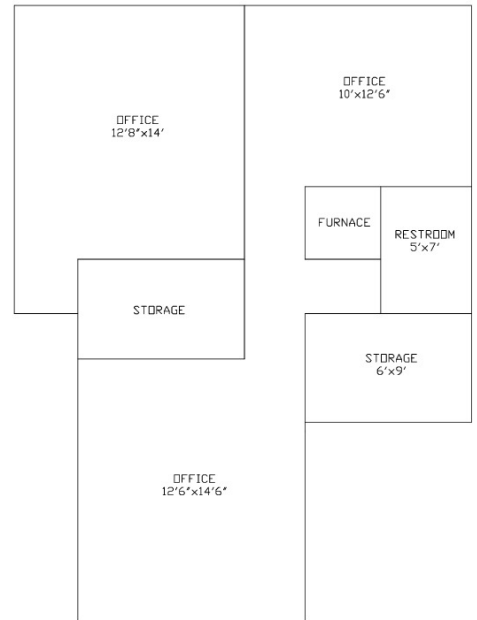 OFFICE
12'8"x14'
OFFICE
10'x12'6"
FURNACE
RESTROOM
5'x7'
STORAGE
STORAGE
6'x9'
OFFICE
12'6"x14'6"